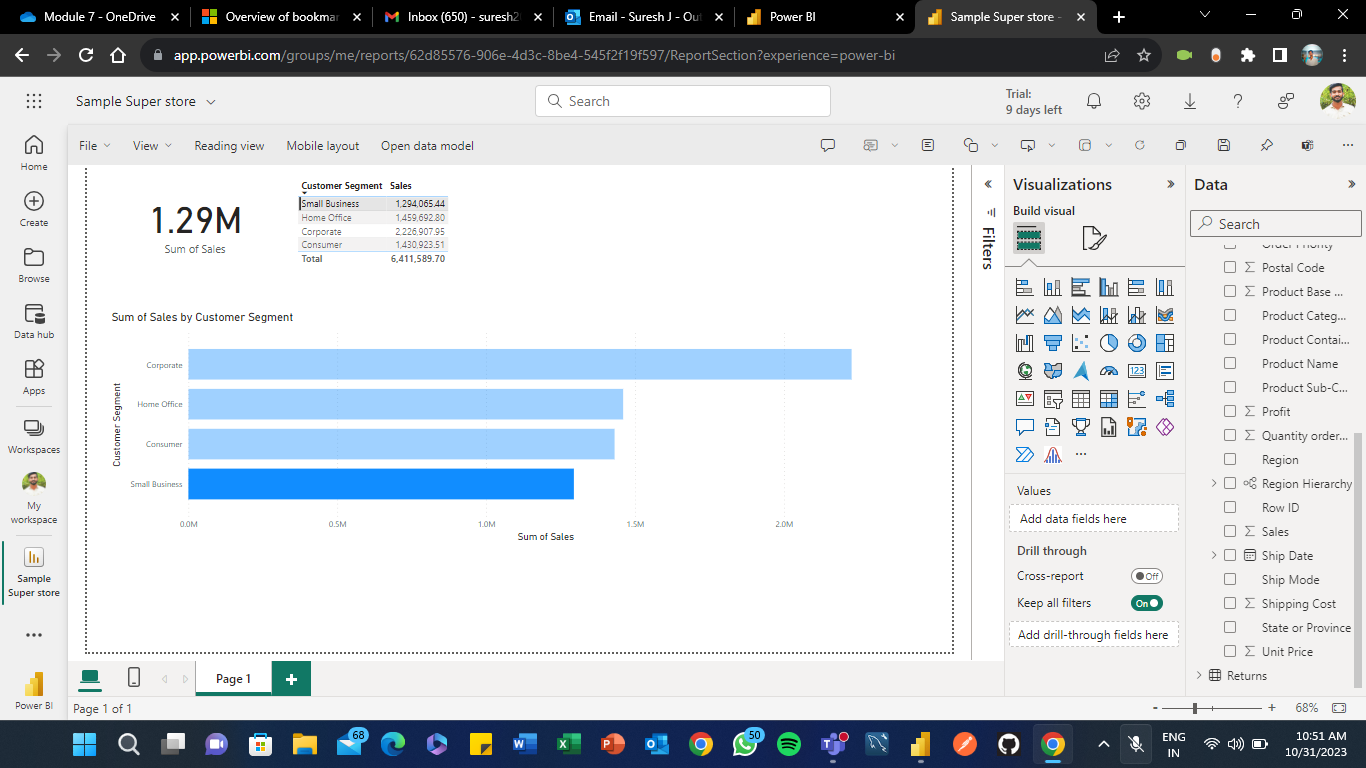 Module 7 - OneDrive
Overview of bookmar
Inbox (650) - suresh2
Email - Suresh J - Out
Power BI
Sample Super store -
app.powerbi.com/groups/me/reports/62d85576-906e-4d3c-8be4-545f2f19f597/ReportSection?experience=power-bi
Sample Super store
Search
Trial:
9 days left
File
View
Reading view
Mobile layout
Open data model
Home
Create
Browse
Data hub
Apps
Workspaces
My
workspace
Sample
Super store
Power BI
1.29M
Sum of Sales
Customer Segment Sales
Small Business 1,294,065.44
Home Office 1,459,692.80
Corporate 2,226,907.95
Consumer 1,430,923.51
Total 6,411,589.70
Sum of Sales by Customer Segment
Customer Segment
Corporate
Home Office
Consumer
Small Business
0.0M 0.5M 1.0M 1.5M 2.0M
Sum of Sales
Filters
Visualizations
Build visual
123
Values
Add data fields here
Drill through
Cross-report
Off
Keep all filters
On
Add drill-through fields here
Data
Search
Order Priority
Postal Code
Product Base ...
Product Categ...
Product Contai...
Product Name
Product Sub-C...
Profit
Quantity order...
Region
Region Hierarchy
Row ID
Sales
Ship Date
Ship Mode
Shipping Cost
State or Province
Unit Price
Returns
Page 1
Page 1 of 1
- + 68%
68
50
ENG
IN
10:51 AM
10/31/2023